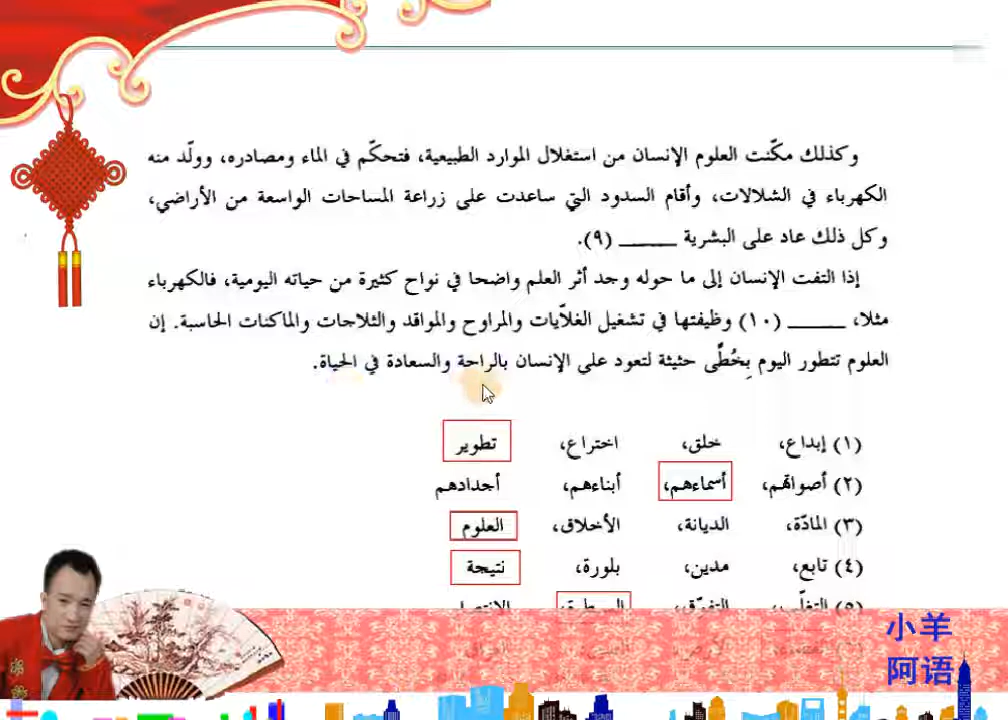 وكذلك مكّنت العلوم الإنسان من استغلال الموارد الطبيعية، فتحكّم في الماء ومصادره، وولّد منه
الكهرباء في الشلالات، وأقام السدود التي ساعدت على زراعة المساحات الواسعة من الأراضي،
وكل ذلك عاد على البشرية ______ (٩).
إذا التفت الإنسان إلى ما حوله وجد أثر العلم واضحا في نواح كثيرة من حياته اليومية، فالكهرباء
مثلا، ______ (١٠) وظيفتها في تشغيل الغلاّيات والمراوح والمواقد والثلاجات والماكنات الحاسبة. إن
العلوم تتطور اليوم بِخُطًى حثيثة لتعود على الإنسان بالراحة والسعادة في الحياة.
(١) إبداع، خلق، اختراع، تطوير
(٢) أصواتهم، أسماءهم، أبناءهم، أجدادهم
(٣) المادّة، الديانة، الأخلاق، العلوم
(٤) تابع، مدين، بلورة، نتيجة
(٥)
小羊
阿语